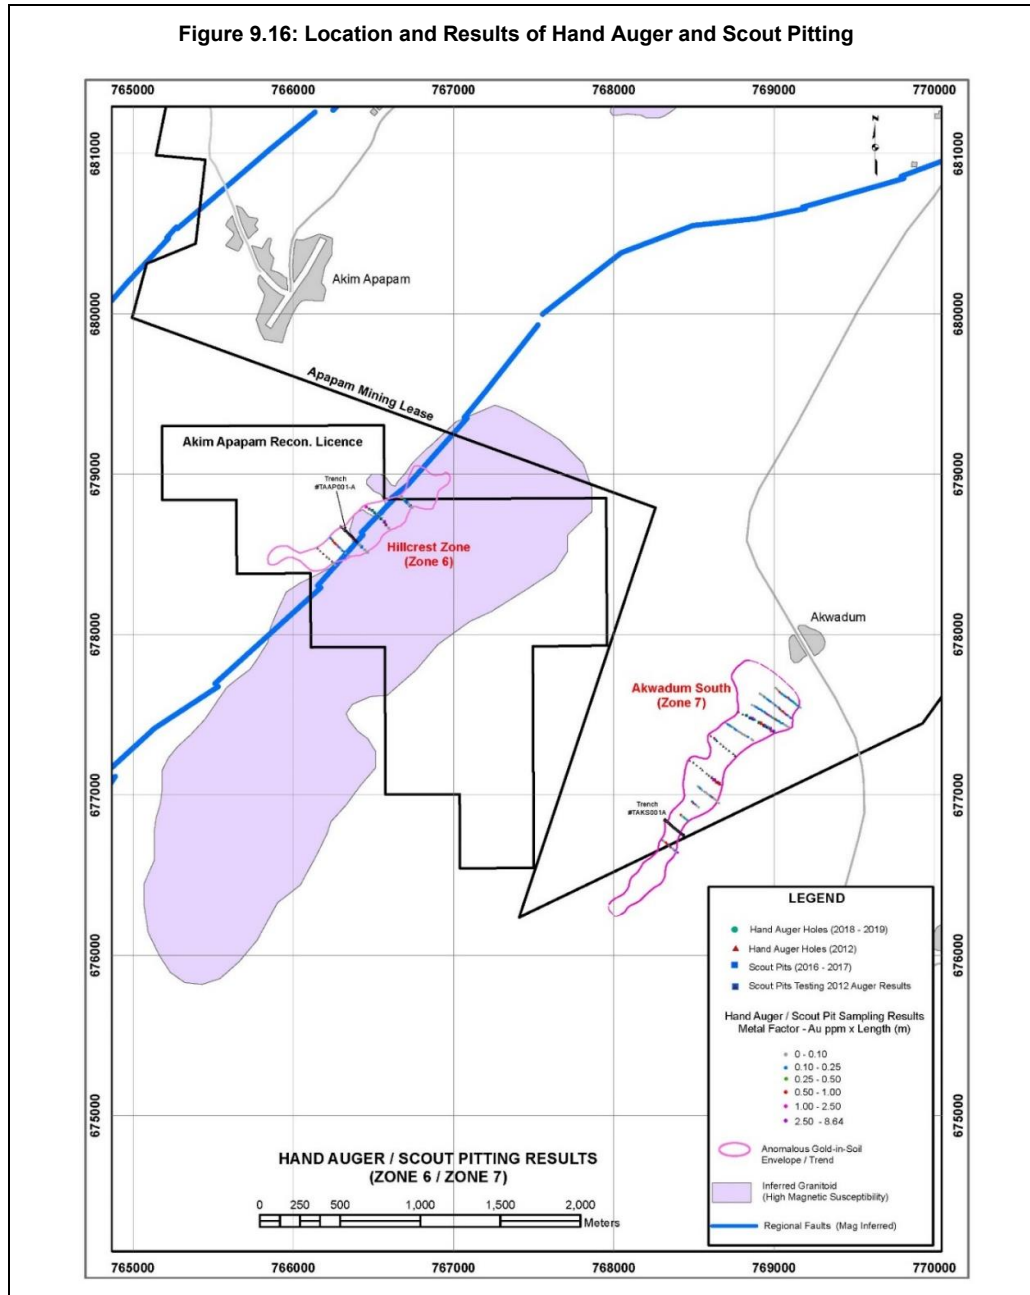 Figure 9.16: Location and Results of Hand Auger and Scout Pitting
765000 766000 767000 768000 769000 770000
681000 681000
N
Akim Apapam
680000 680000
Apapam Mining Lease
Akim Apapam Recon. Licence
679000 679000
Trench
#TAAP001-A
Hillcrest Zone
(Zone 6)
678000 678000
Akwadum
Akwadum South
(Zone 7)
677000 677000
Trench
#TAKS001A
676000 676000
675000 675000
LEGEND
Hand Auger Holes (2018 - 2019)
Hand Auger Holes (2012)
Scout Pits (2016 - 2017)
Scout Pits Testing 2012 Auger Results
Hand Auger / Scout Pit Sampling Results
Metal Factor - Au ppm x Length (m)
0 - 0.10
0.10 - 0.25
0.25 - 0.50
0.50 - 1.00
1.00 - 2.50
2.50 - 8.64
Anomalous Gold-in-Soil
Envelope / Trend
Inferred Granitoid
(High Magnetic Susceptibility)
Regional Faults (Mag Inferred)
HAND AUGER / SCOUT PITTING RESULTS
(ZONE 6 / ZONE 7)
0 250 500 1,000 1,500 2,000
Meters
765000 766000 767000 768000 769000 770000